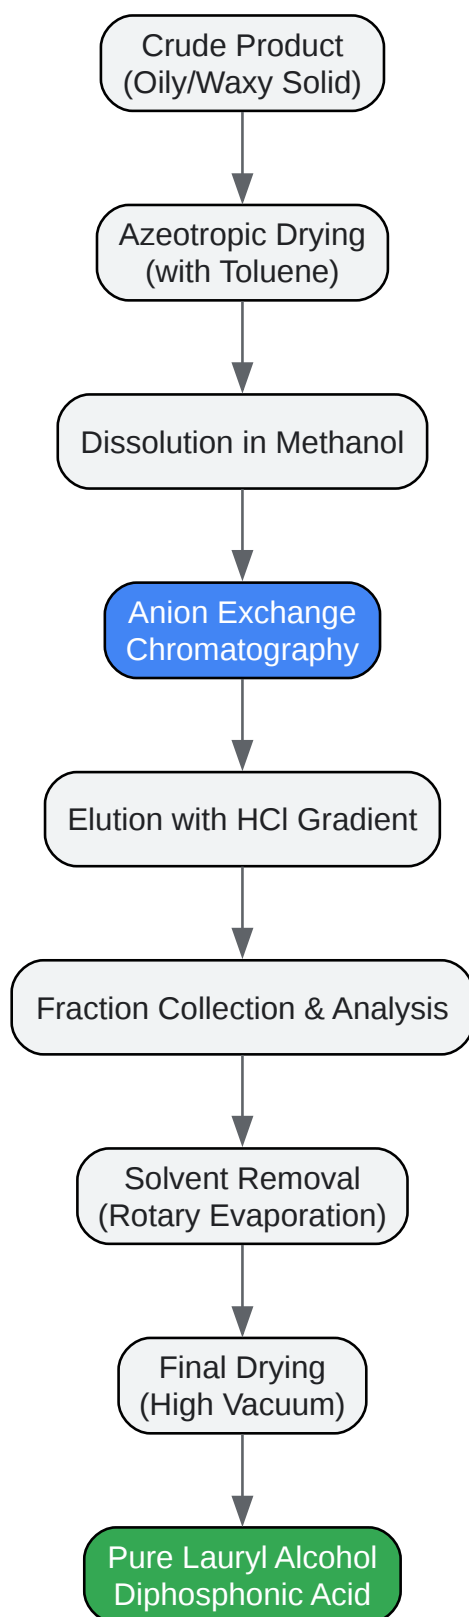 Crude Product
(Oily/Waxy Solid)
Azeotropic Drying
(with Toluene)
Dissolution in Methanol
Anion Exchange
Chromatography
Elution with HCl Gradient
Fraction Collection & Analysis
Solvent Removal
(Rotary Evaporation)
Final Drying
(High Vacuum)
Pure Lauryl Alcohol
Diphosphonic Acid